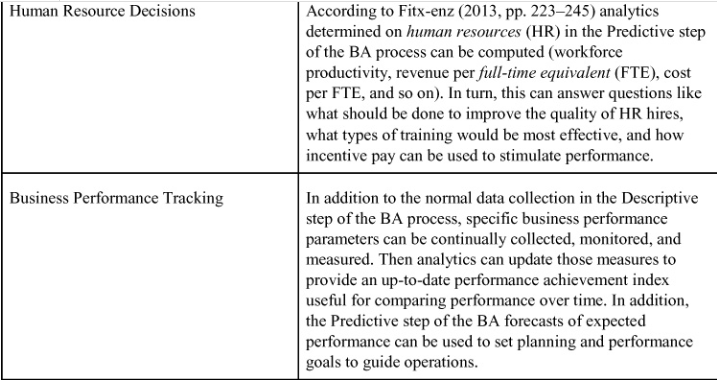 Human Resource Decisions
According to Fitx-enz (2013, pp. 223–245) analytics
determined on human resources (HR) in the Predictive step
of the BA process can be computed (workforce
productivity, revenue per full-time equivalent (FTE), cost
per FTE, and so on). In turn, this can answer questions like
what should be done to improve the quality of HR hires,
what types of training would be most effective, and how
incentive pay can be used to stimulate performance.
Business Performance Tracking
In addition to the normal data collection in the Descriptive
step of the BA process, specific business performance
parameters can be continually collected, monitored, and
measured. Then analytics can update those measures to
provide an up-to-date performance achievement index
useful for comparing performance over time. In addition,
the Predictive step of the BA forecasts of expected
performance can be used to set planning and performance
goals to guide operations.